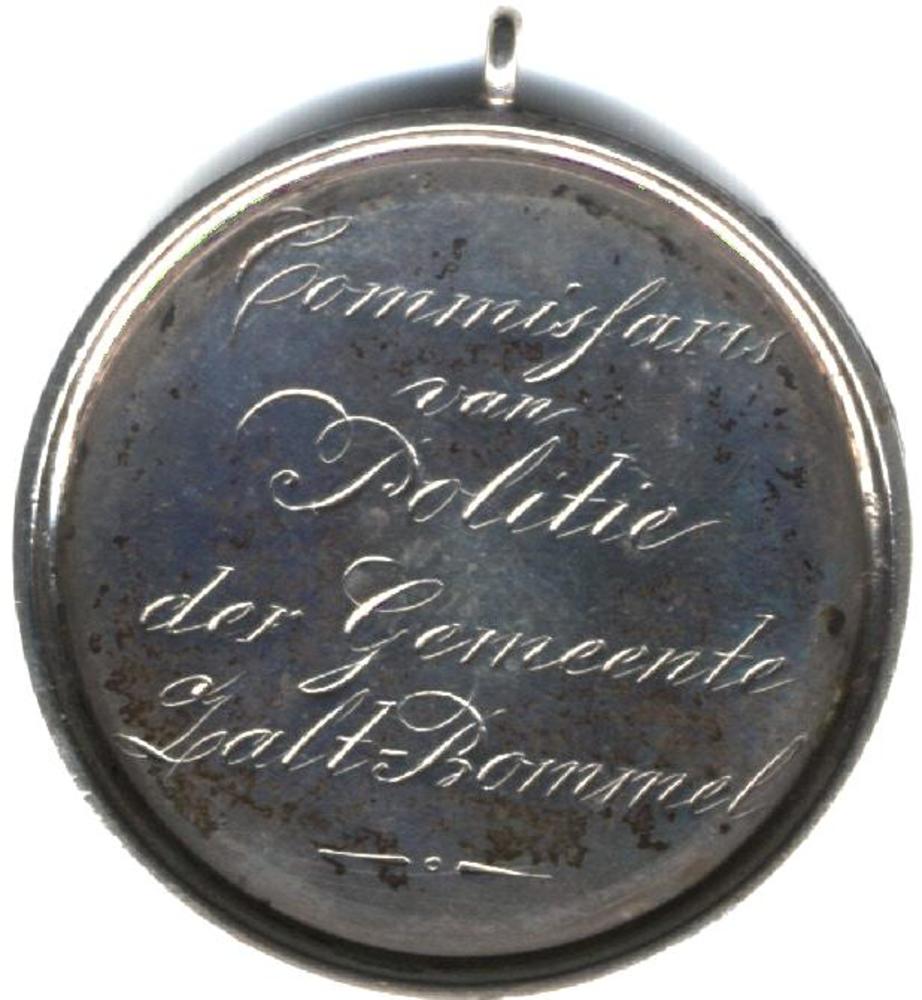 Commisſaris
van
Politie
der Gemeente
Zalt-Bommel